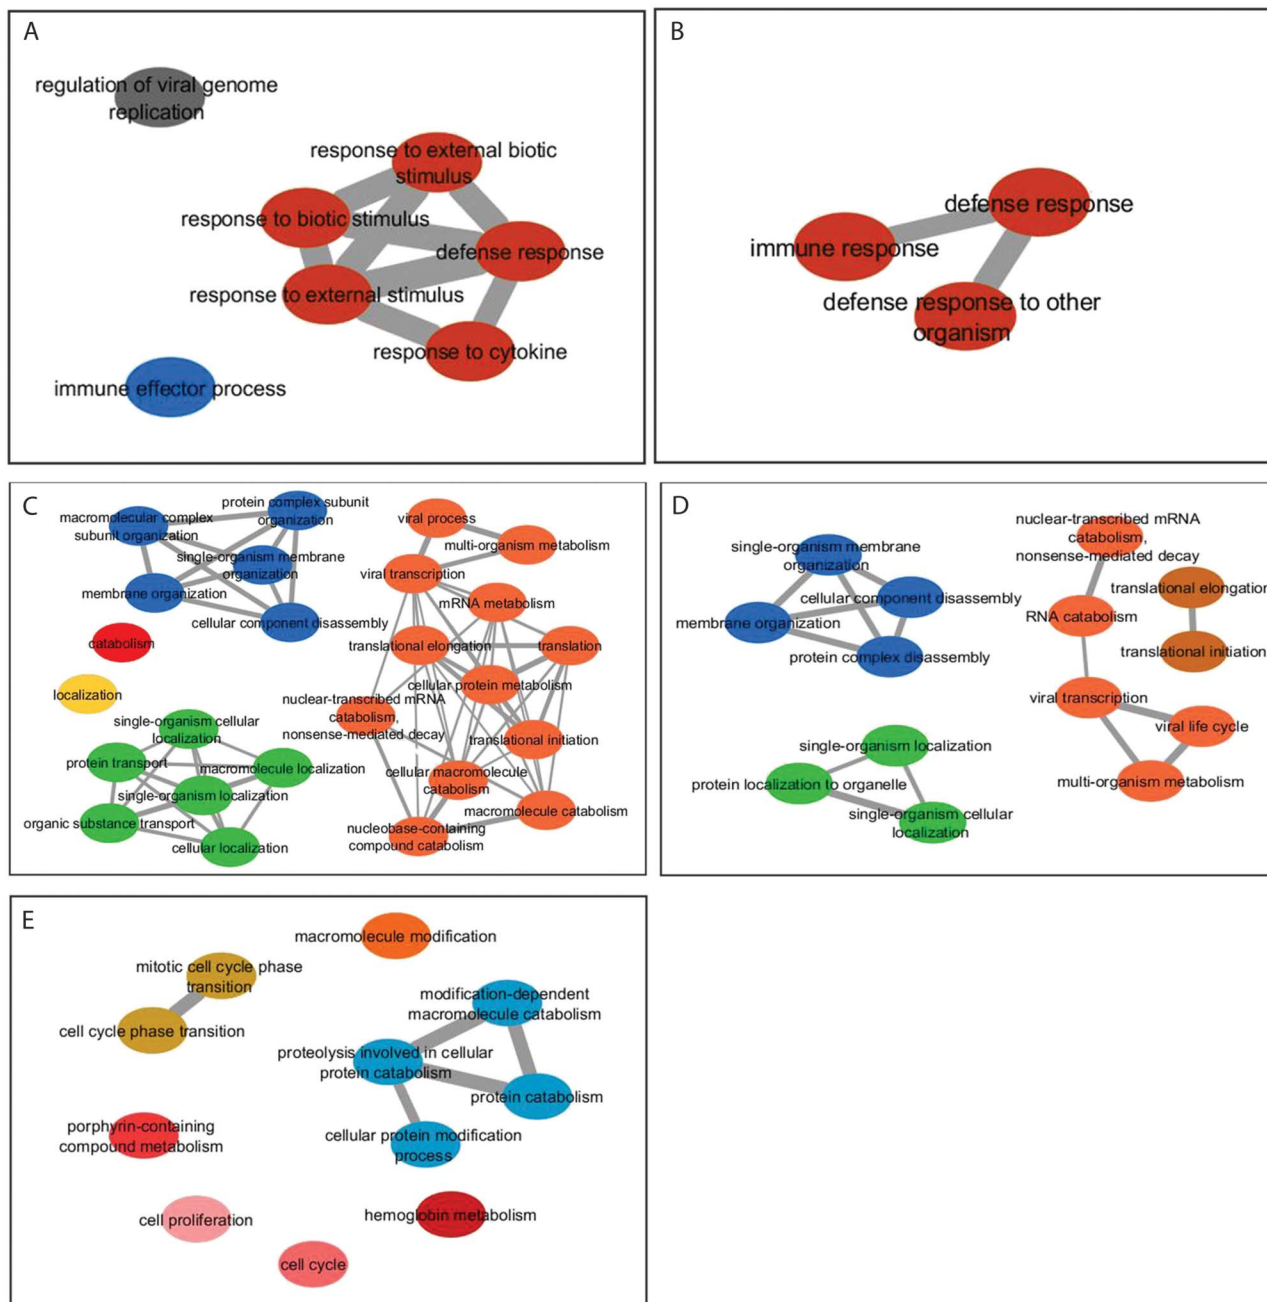 A
regulation of viral genome
replication
response to external biotic
stimulus
response to biotic stimulus
defense response
response to external stimulus
response to cytokine
immune effector process
B
defense response
immune response
defense response to other
organism
C
protein complex subunit
organization
macromolecular complex
subunit organization
single-organism membrane
organization
membrane organization
cellular component disassembly
catabolism
localization
single-organism cellular
localization
protein transport
macromolecule localization
single-organism localization
organic substance transport
cellular localization
viral process
multi-organism metabolism
viral transcription
mRNA metabolism
translational elongation
translation
cellular protein metabolism
nuclear-transcribed mRNA
catabolism,
nonsense-mediated decay
translational initiation
cellular macromolecule
catabolism
macromolecule catabolism
nucleobase-containing
compound catabolism
D
single-organism membrane
organization
cellular component disassembly
membrane organization
protein complex disassembly
single-organism localization
protein localization to organelle
single-organism cellular
localization
nuclear-transcribed mRNA
catabolism,
nonsense-mediated decay
translational elongation
RNA catabolism
translational initiation
viral transcription
viral life cycle
multi-organism metabolism
E
macromolecule modification
mitotic cell cycle phase
transition
cell cycle phase transition
modification-dependent
macromolecule catabolism
proteolysis involved in cellular
protein catabolism
protein catabolism
cellular protein modification
process
porphyrin-containing
compound metabolism
cell proliferation
hemoglobin metabolism
cell cycle